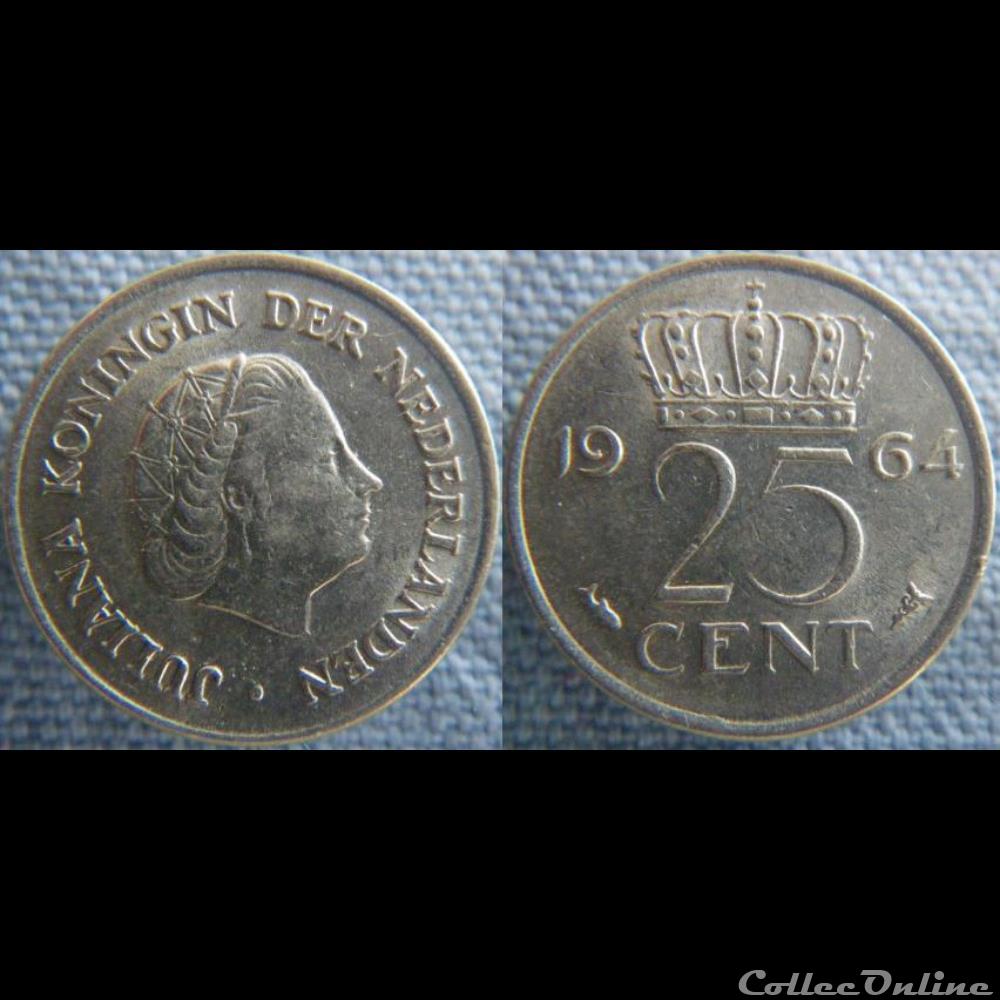 JULIANA KONINGIN DER NEDERLANDEN ·
19 64
25
CENT
CollecOnline